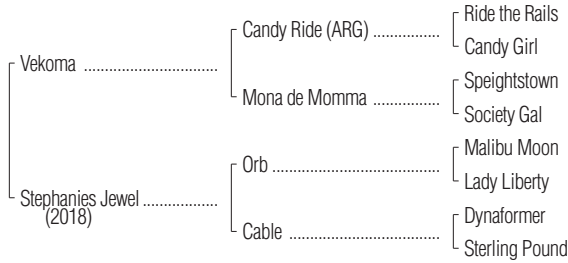 Ride the Rails
Candy Ride (ARG) ................
Candy Girl
Vekoma ................................
Speightstown
Mona de Momma ................
Society Gal
Malibu Moon
Orb ........................................
Lady Liberty
Stephanies Jewel ..................
(2018)
Dynaformer
Cable ....................................
Sterling Pound